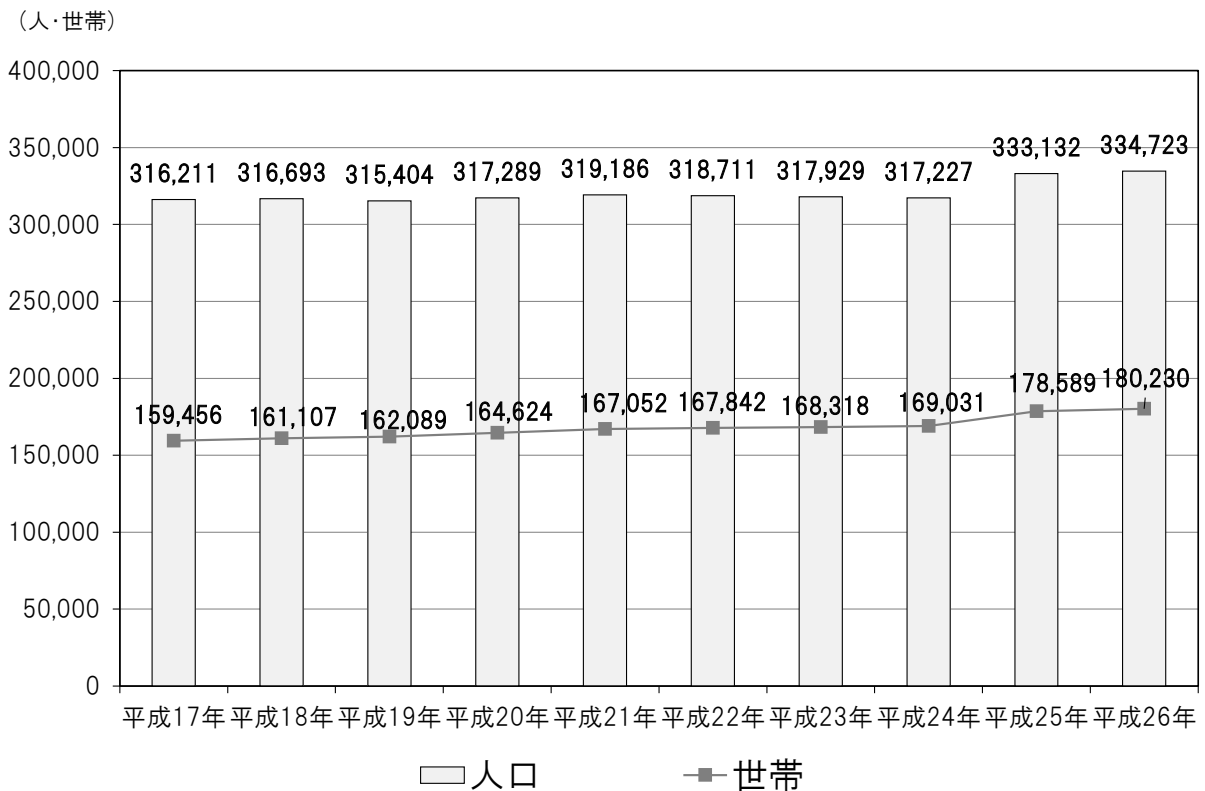 （人・世帯）
400,000
350,000
300,000
250,000
200,000
150,000
100,000
50,000
0
316,211 316,693 315,404 317,289 319,186 318,711 317,929 317,227 333,132 334,723
159,456 161,107 162,089 164,624 167,052 167,842 168,318 169,031 178,589 180,230
平成17年 平成18年 平成19年 平成20年 平成21年 平成22年 平成23年 平成24年 平成25年 平成26年
人口 世帯